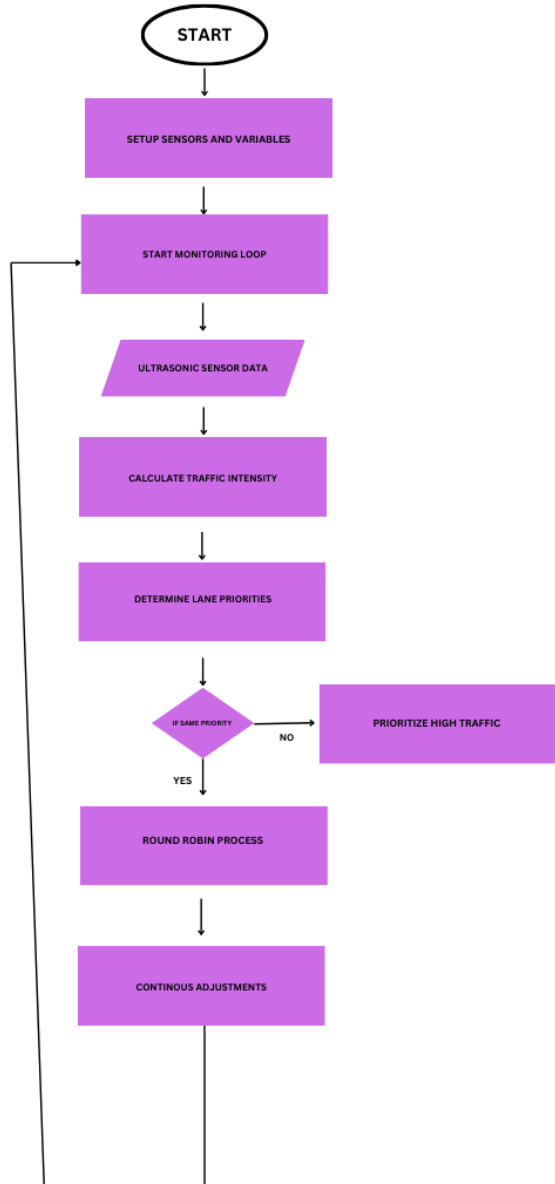 START
SETUP SENSORS AND VARIABLES
START MONITORING LOOP
ULTRASONIC SENSOR DATA
CALCULATE TRAFFIC INTENSITY
DETERMINE LANE PRIORITIES
IF SAME PRIORITY
PRIORITIZE HIGH TRAFFIC
NO
YES
ROUND ROBIN PROCESS
CONTINOUS ADJUSTMENTS